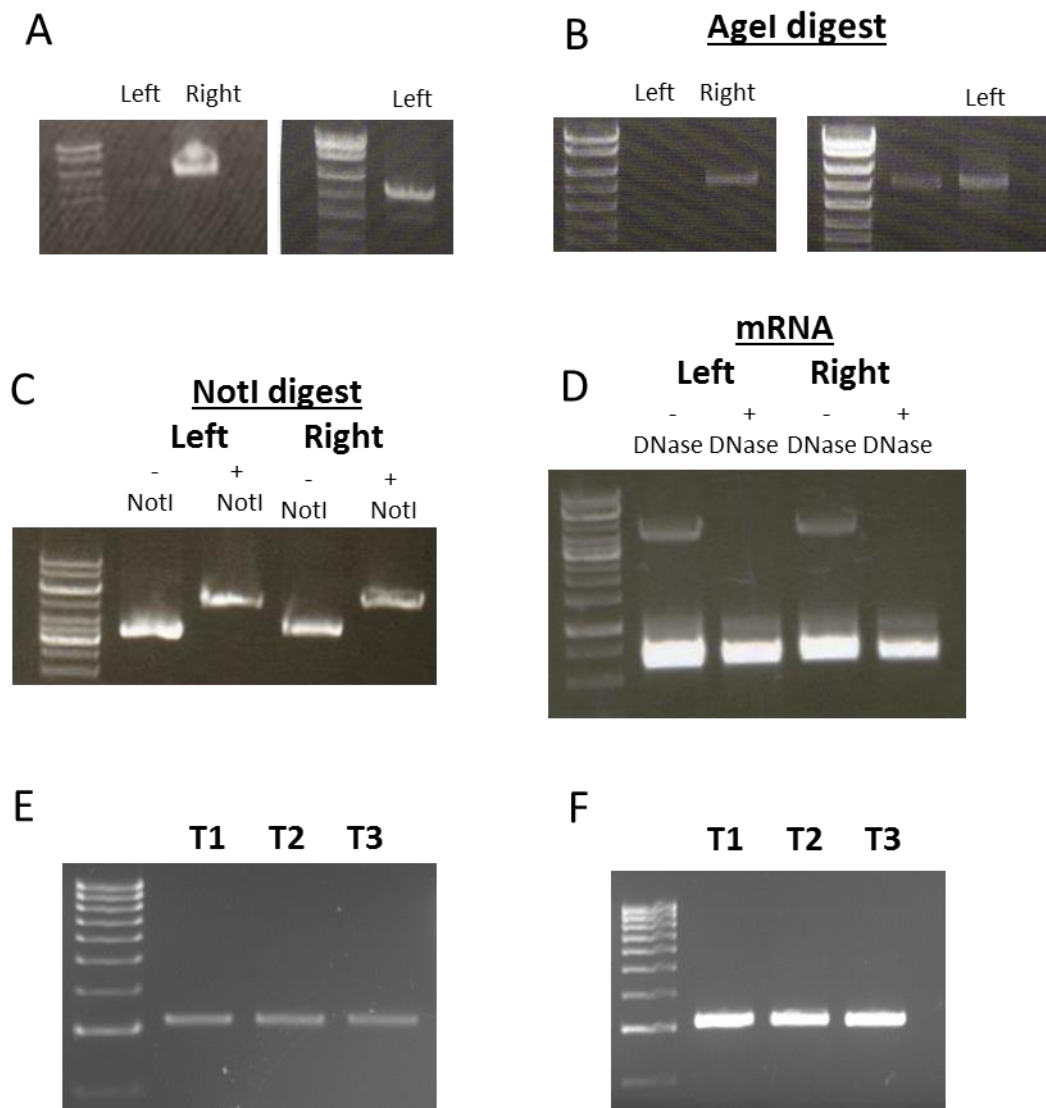 A
Left Right
Left
B
AgeI digest
Left Right
Left
C
NotI digest
Left Right
- + - +
NotI NotI NotI NotI
D
mRNA
Left Right
- + - +
DNase DNase DNase DNase
E
T1 T2 T3
F
T1 T2 T3